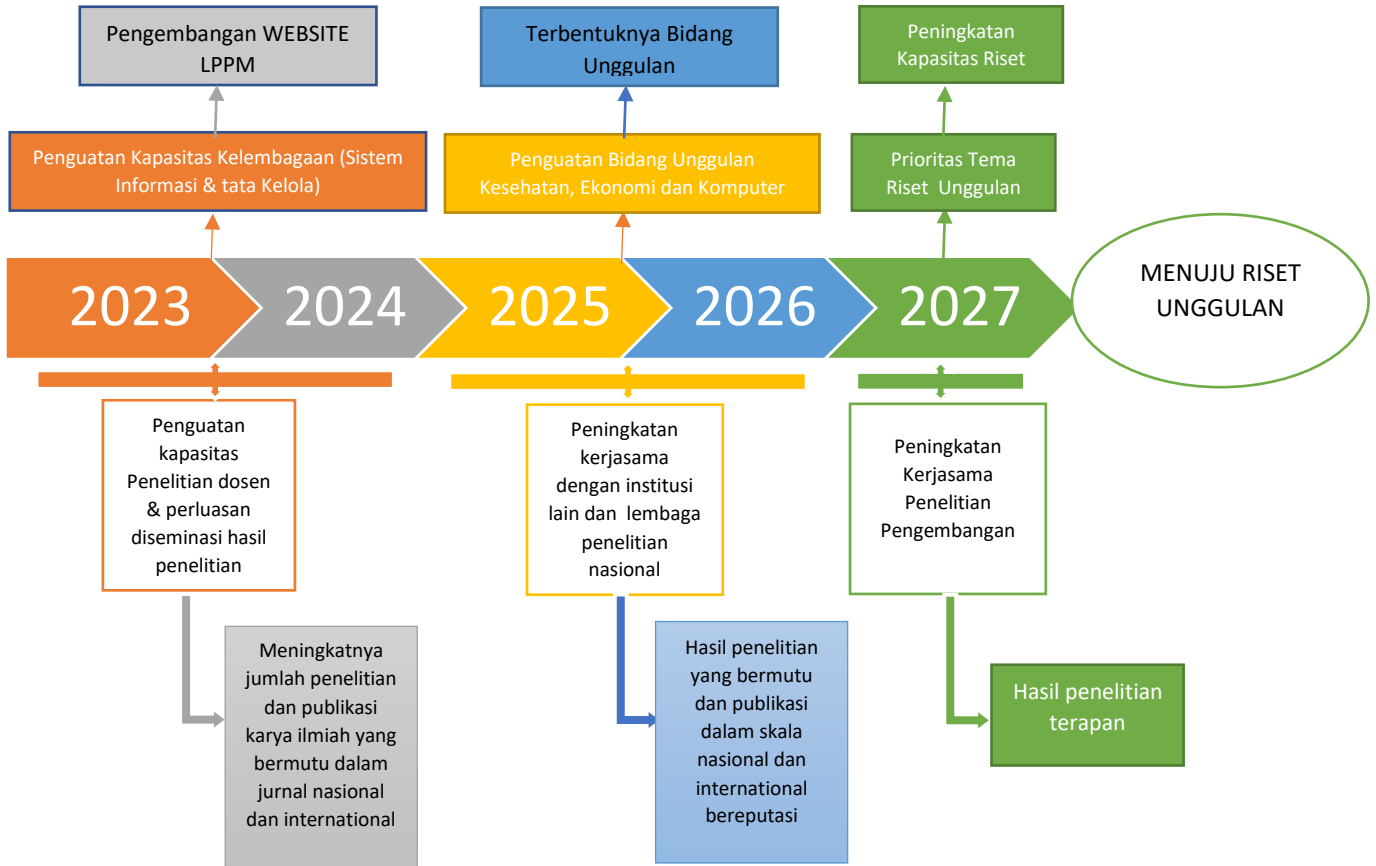 Pengembangan WEBSITE
LPPM
Terbentuknya Bidang
Unggulan
Peningkatan
Kapasitas Riset
Penguatan Kapasitas Kelembagaan (Sistem
Informasi & tata Kelola)
Penguatan Bidang Unggulan
Kesehatan, Ekonomi dan Komputer
Prioritas Tema
Riset Unggulan
2023
2024
2025
2026
2027
MENUJU RISET
UNGGULAN
Penguatan
kapasitas
Penelitian dosen
& perluasan
diseminasi hasil
penelitian
Peningkatan
kerjasama
dengan institusi
lain dan lembaga
penelitian
nasional
Peningkatan
Kerjasama
Penelitian
Pengembangan
Meningkatnya
jumlah penelitian
dan publikasi
karya ilmiah yang
bermutu dalam
jurnal nasional
dan international
Hasil penelitian
yang bermutu
dan publikasi
dalam skala
nasional dan
international
bereputasi
Hasil penelitian
terapan